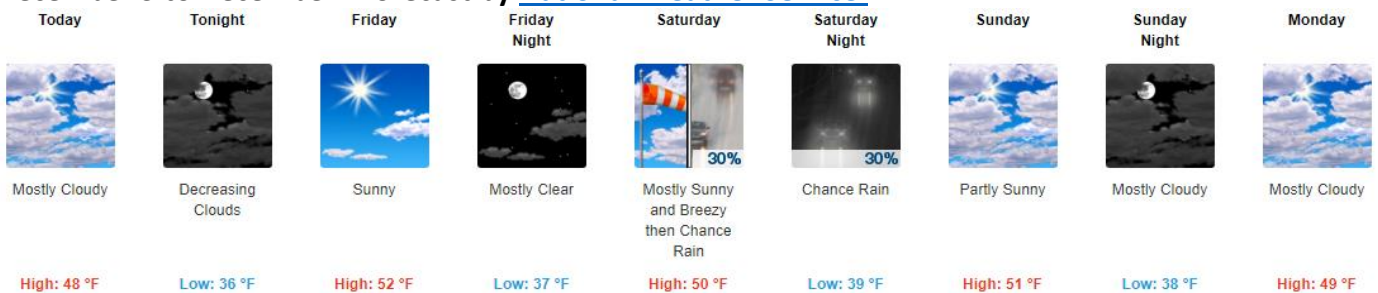 Today Tonight Friday Friday Night Saturday Saturday Night Sunday Sunday Night Monday
30% 30%
Mostly Cloudy
Decreasing
Clouds
Sunny
Mostly Clear
Mostly Sunny
and Breezy
then Chance
Rain
Chance Rain
Partly Sunny
Mostly Cloudy
Mostly Cloudy
High: 48 °F Low: 36 °F High: 52 °F Low: 37 °F High: 50 °F Low: 39 °F High: 51 °F Low: 38 °F High: 49 °F